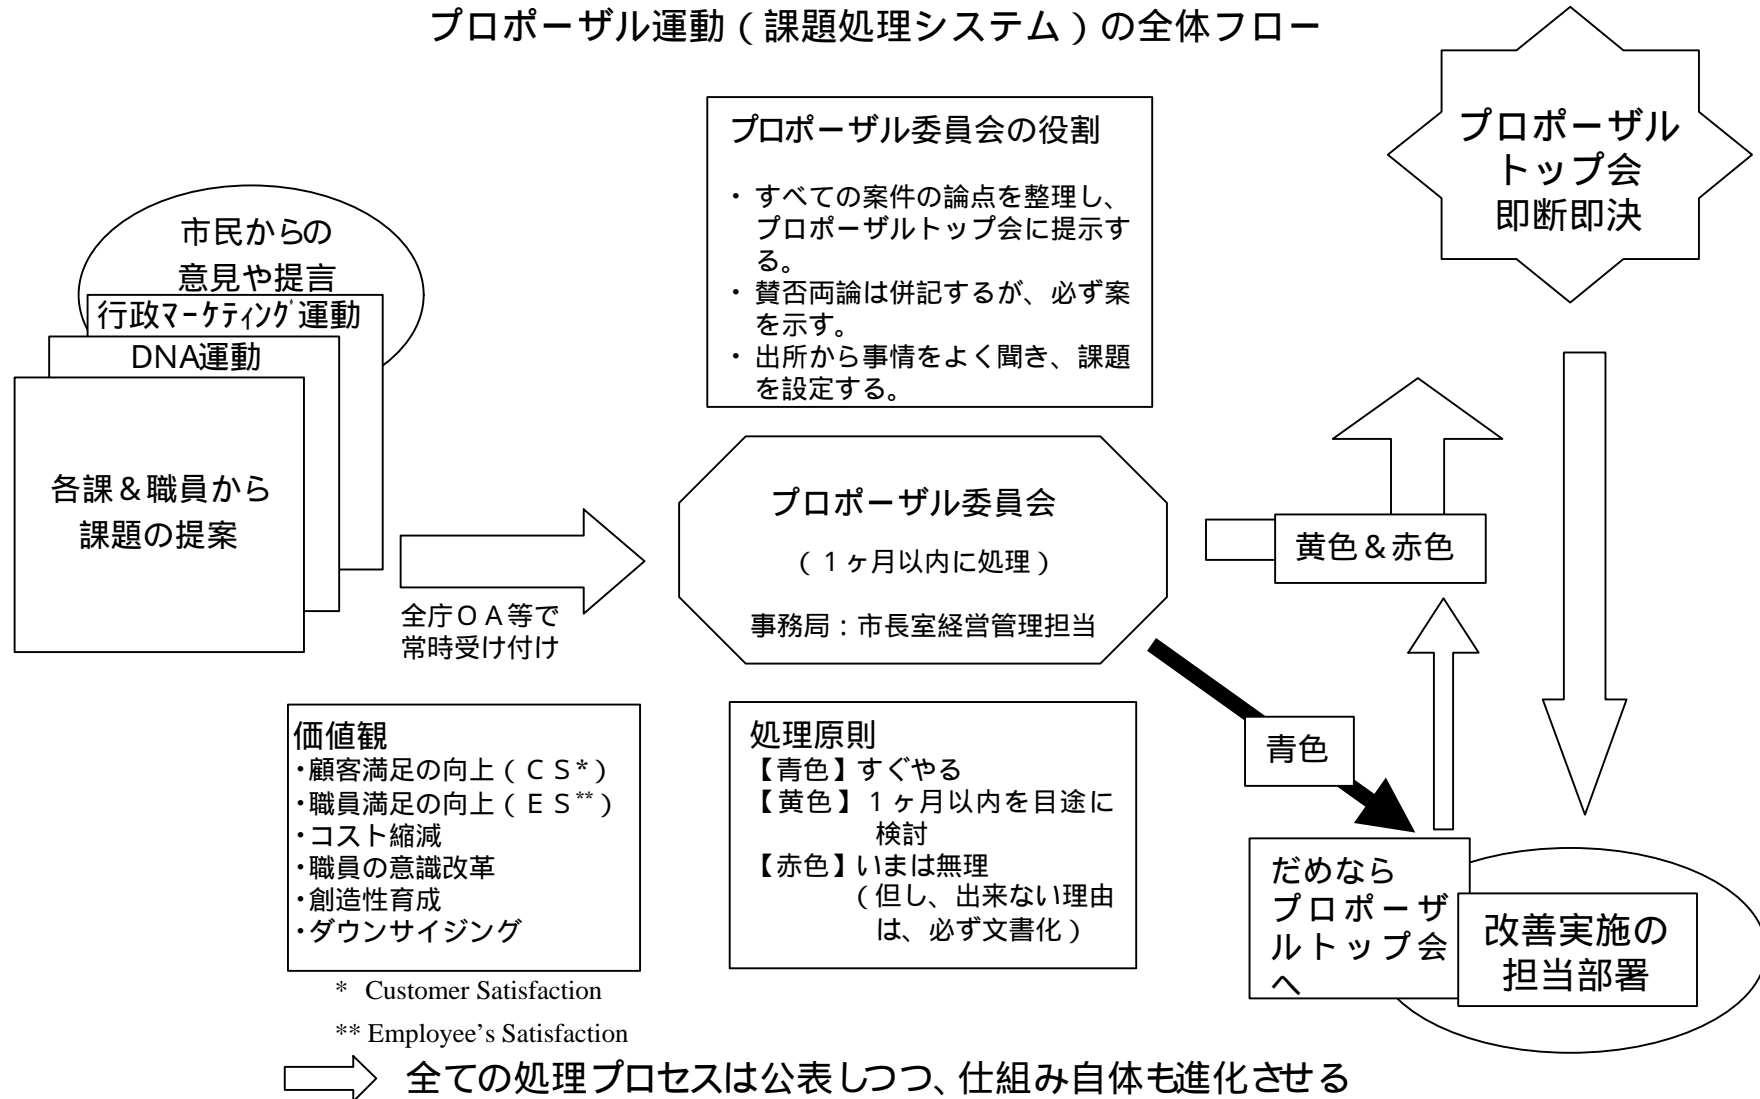 プロポーザル運動（課題処理システム）の全体フロー
プロポーザル
トップ会
即断即決
プロポーザル委員会の役割
・すべての案件の論点を整理し、
プロポーザルトップ会に提示す
る。
・賛否両論は併記するが、必ず案
を示す。
・出所から事情をよく聞き、課題
を設定する。
市民からの
意見や提言
行政ﾏｰｹﾃｨﾝｸﾞ運動
DNA運動
各課＆職員から
課題の提案
全庁ＯＡ等で
常時受け付け
プロポーザル委員会
（１ヶ月以内に処理）
事務局：市長室経営管理担当
黄色＆赤色
青色
価値観
・顧客満足の向上（ＣＳ*）
・職員満足の向上（ＥＳ**）
・コスト縮減
・職員の意識改革
・創造性育成
・ダウンサイジング
* Customer Satisfaction
** Employee's Satisfaction
処理原則
【青色】すぐやる
【黄色】１ヶ月以内を目途に
検討
【赤色】いまは無理
（但し、出来ない理由
は、必ず文書化）
だめなら
プロポーザ
ルトップ会
へ
改善実施の
担当部署
全ての処理プロセスは公表しつつ、仕組み自体も進化させる